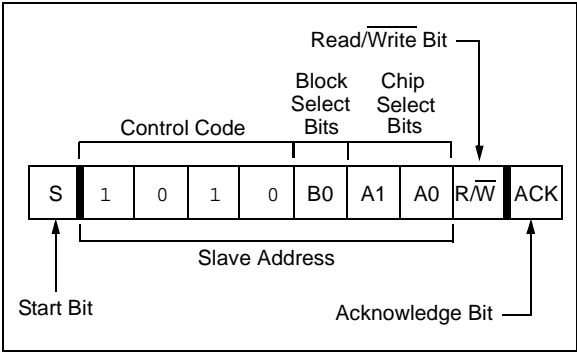 Read/Write Bit
Block Select Bits
Chip Select Bits
Control Code
S 1 0 1 0 B0 A1 A0 R/W ACK
Slave Address
Start Bit
Acknowledge Bit